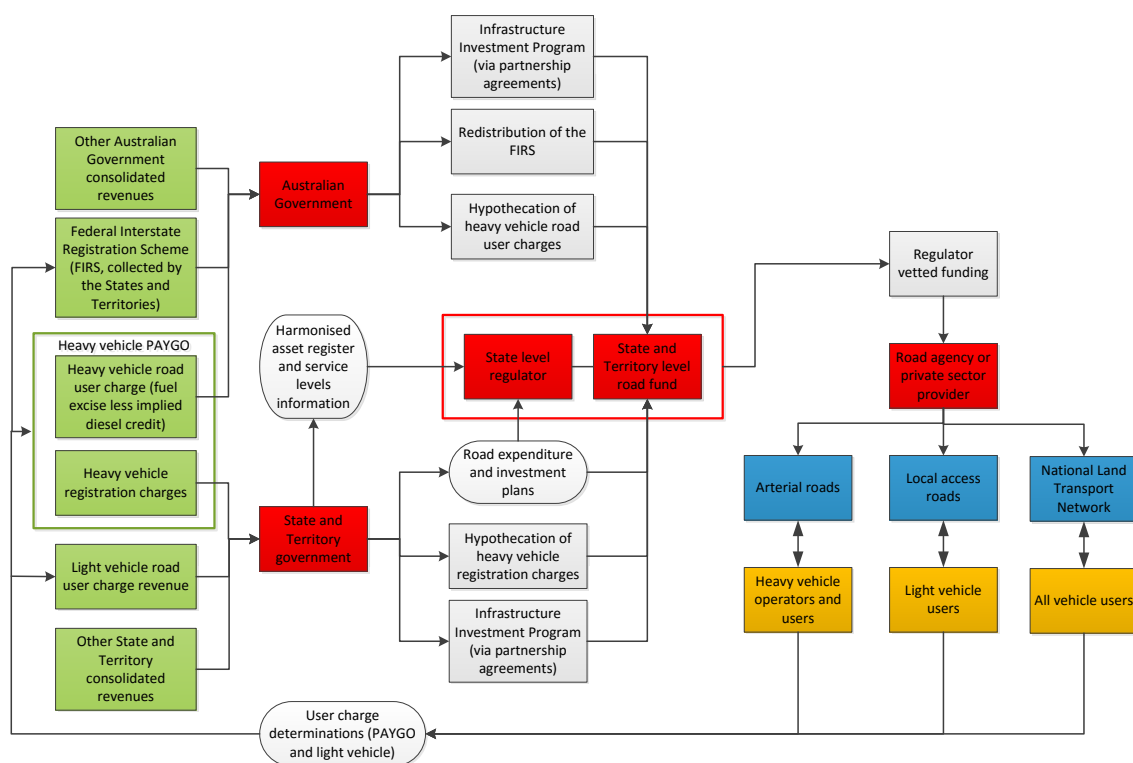 Other Australian
Government
consolidated
revenues
Federal Interstate
Registration Scheme
(FIRS, collected by
the States and
Territories)
Heavy vehicle PAYGO
Heavy vehicle road
user charge (fuel
excise less implied
diesel credit)
Heavy vehicle
registration charges
Light vehicle road
user charge revenue
Other State and
Territory
consolidated
revenues
Australian
Government
Harmonised
asset register
and service
levels
information
State and
Territory
government
User charge
determinations (PAYGO
and light vehicle)
Infrastructure
Investment Program
(via partnership
agreements)
Redistribution of the
FIRS
Hypothecation of
heavy vehicle road
user charges
State level
regulator
State and
Territory level
road fund
Road expenditure
and investment
plans
Hypothecation of
heavy vehicle
registration charges
Infrastructure
Investment Program
(via partnership
agreements)
Regulator
vetted funding
Road agency or
private sector
provider
Arterial roads
Local access
roads
National Land
Transport
Network
Heavy vehicle
operators and
users
Light vehicle
users
All vehicle users